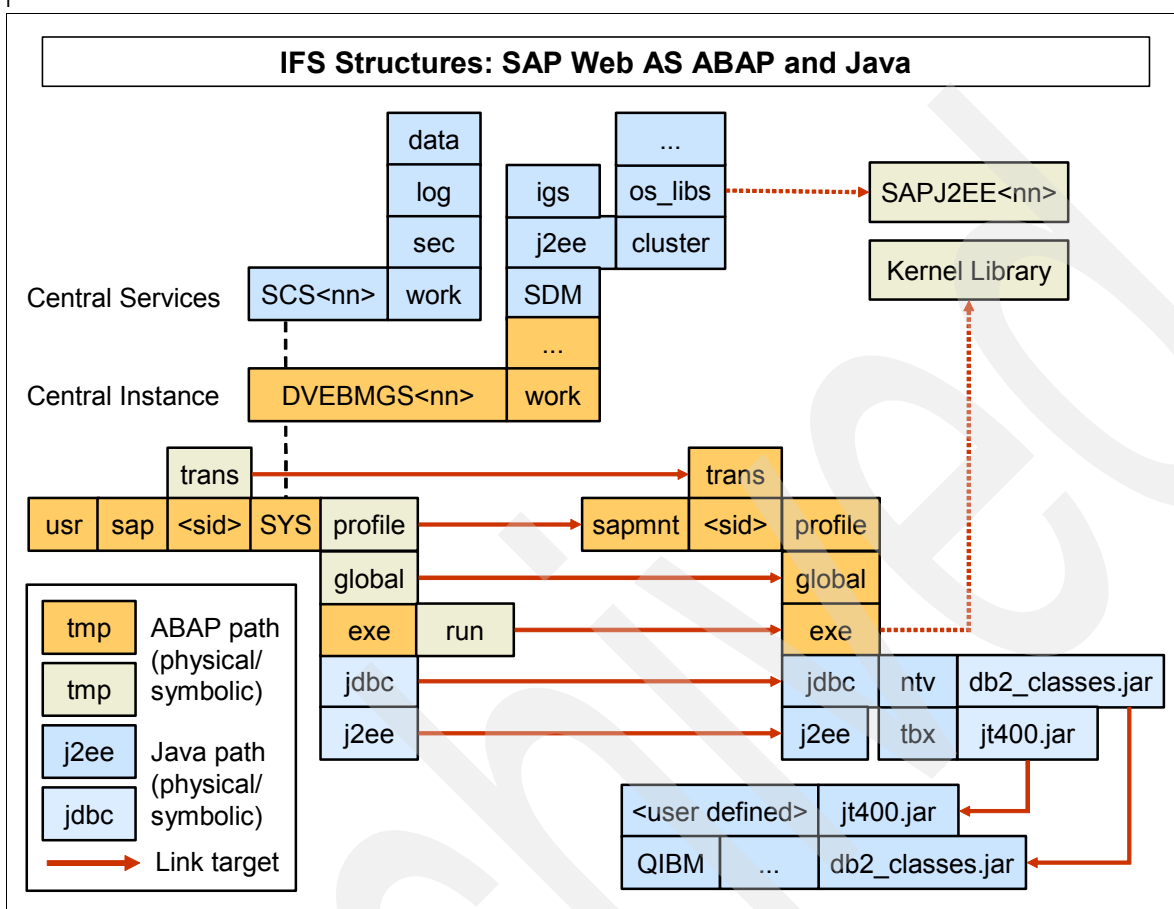 IFS Structures: SAP Web AS ABAP and Java
data
...
log
igs
os_libs
SAPJ2EE<nn>
sec
j2ee
cluster
Kernel Library
Central Services
SCS<nn>
work
SDM
...
Central Instance
DVEBMGS<nn>
work
trans
trans
usr
sap
<sid>
SYS
profile
sapmnt
<sid>
profile
global
global
exe
run
exe
jdbc
jdbc
ntv
db2_classes.jar
j2ee
j2ee
tbx
jt400.jar
<user defined>
jt400.jar
QIBM
...
db2_classes.jar
tmp
ABAP path
(physical/
tmp
symbolic)
j2ee
Java path
(physical/
jdbc
symbolic)
Link target